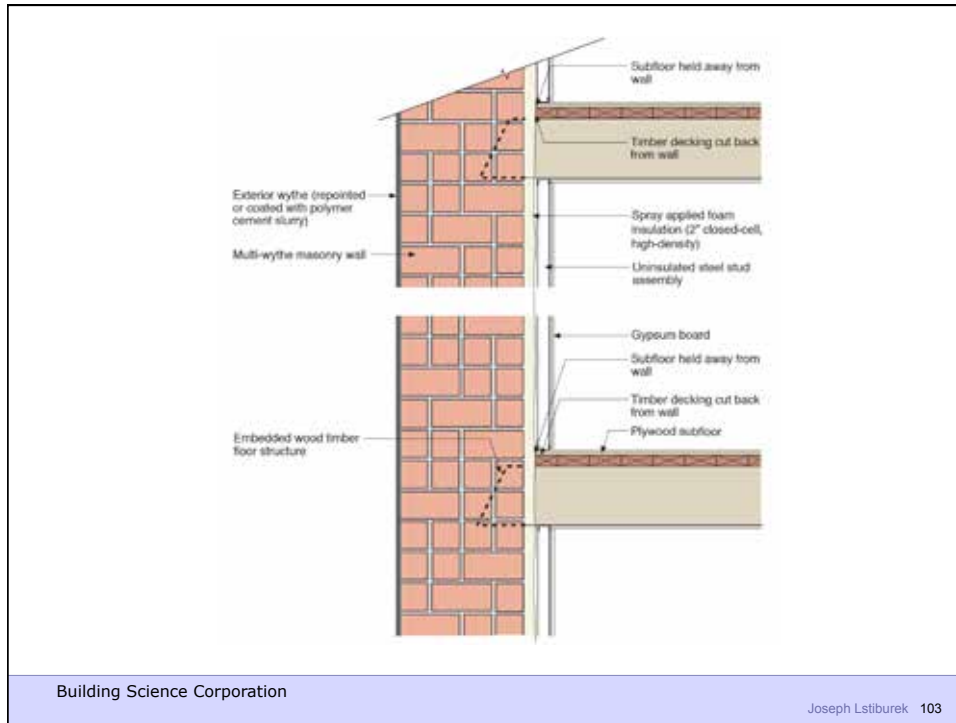 Subfloor held away from
wall
Timber decking cut back
from wall
Exterior wythe (repointed
or coated with polymer
cement slurry)
Spray applied foam
insulation (2" closed-cell,
high-density)
Multi-wythe masonry wall
Uninsulated steel stud
assembly
Gypsum board
Subfloor held away from
wall
Timber decking cut back
from wall
Plywood subfloor
Embedded wood timber
floor structure
Building Science Corporation
Joseph Lstiburek 103